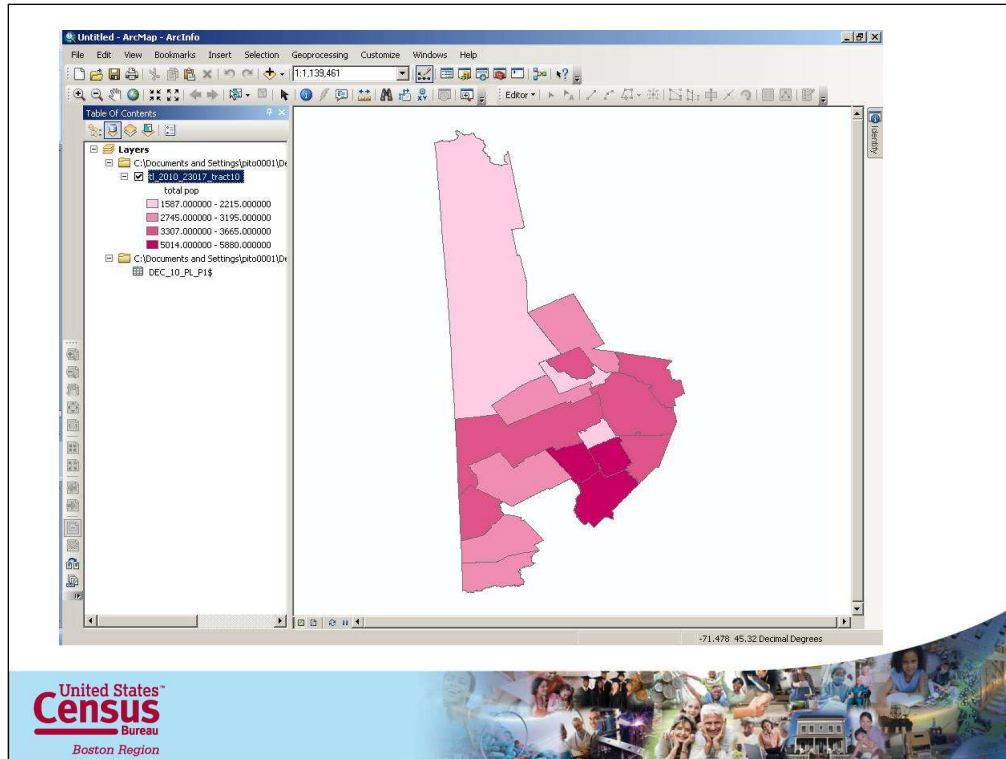 Untitled - ArcMap - ArcInfo
File Edit View Bookmarks Insert Selection Geoprocessing Customize Windows Help
1:1,139,461
Editor
Table Of Contents
Identify
Layers
C:\Documents and Settings\pito0001\De
tl_2010_23017_tract10
total pop
1587.000000 - 2215.000000
2745.000000 - 3195.000000
3307.000000 - 3665.000000
5014.000000 - 5880.000000
C:\Documents and Settings\pito0001\De
DEC_10_PL_P1$
-71.478 45.32 Decimal Degrees
United States™
Census
Bureau
Boston Region